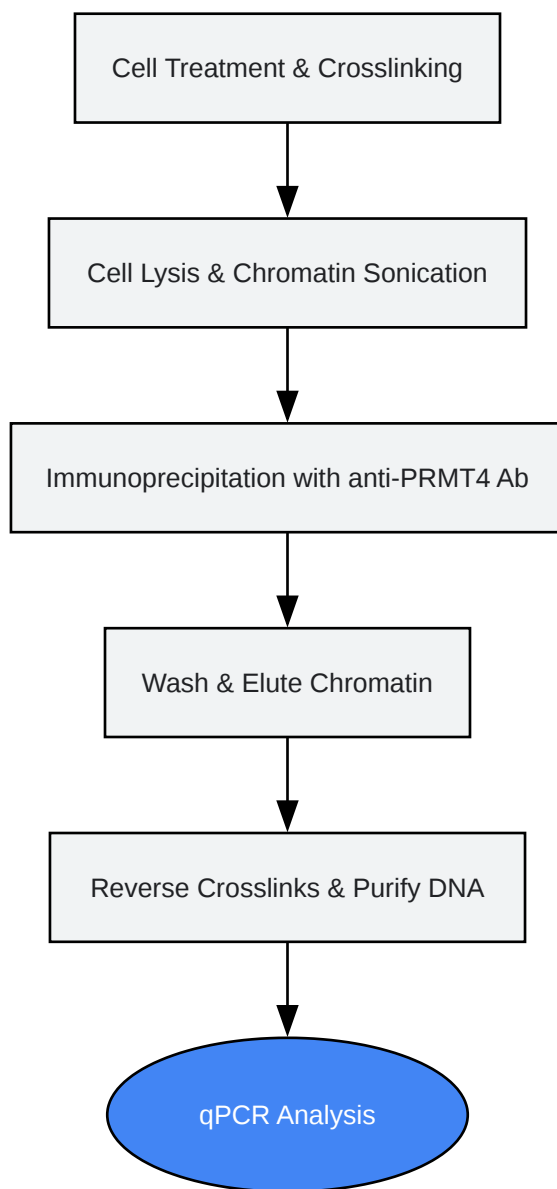 Cell Treatment & Crosslinking
Cell Lysis & Chromatin Sonication
Immunoprecipitation with anti-PRMT4 Ab
Wash & Elute Chromatin
Reverse Crosslinks & Purify DNA
qPCR Analysis